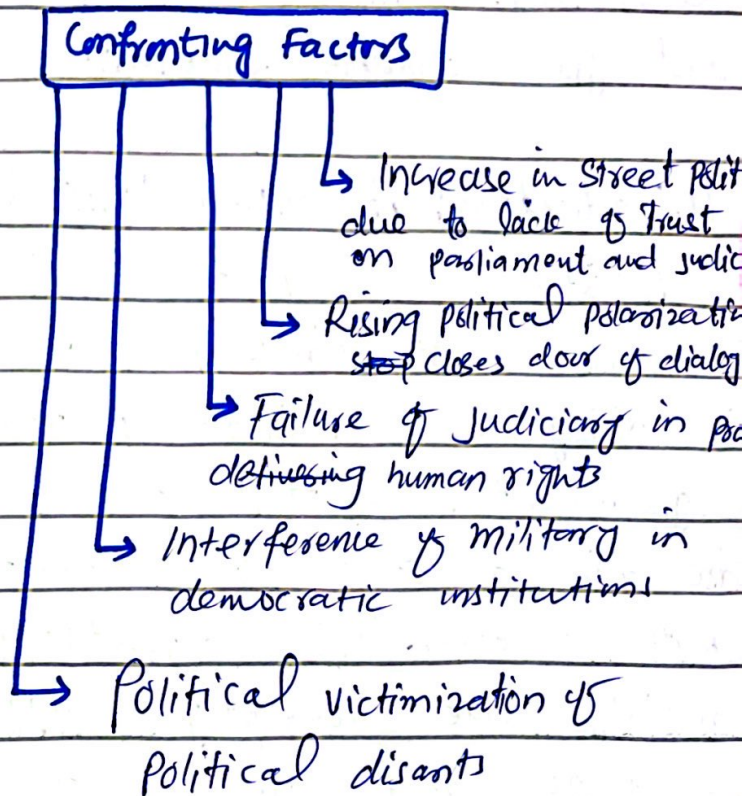 Confronting Factors
Increase in Street Polit
due to lack of Trust
on parliament and judic
Rising Political Polarizatio
stop closes door of dialog
Failure of Judiciary in pro
delivering human rights
Interference of military in
democratic institutions
Political victimization of
Political disants